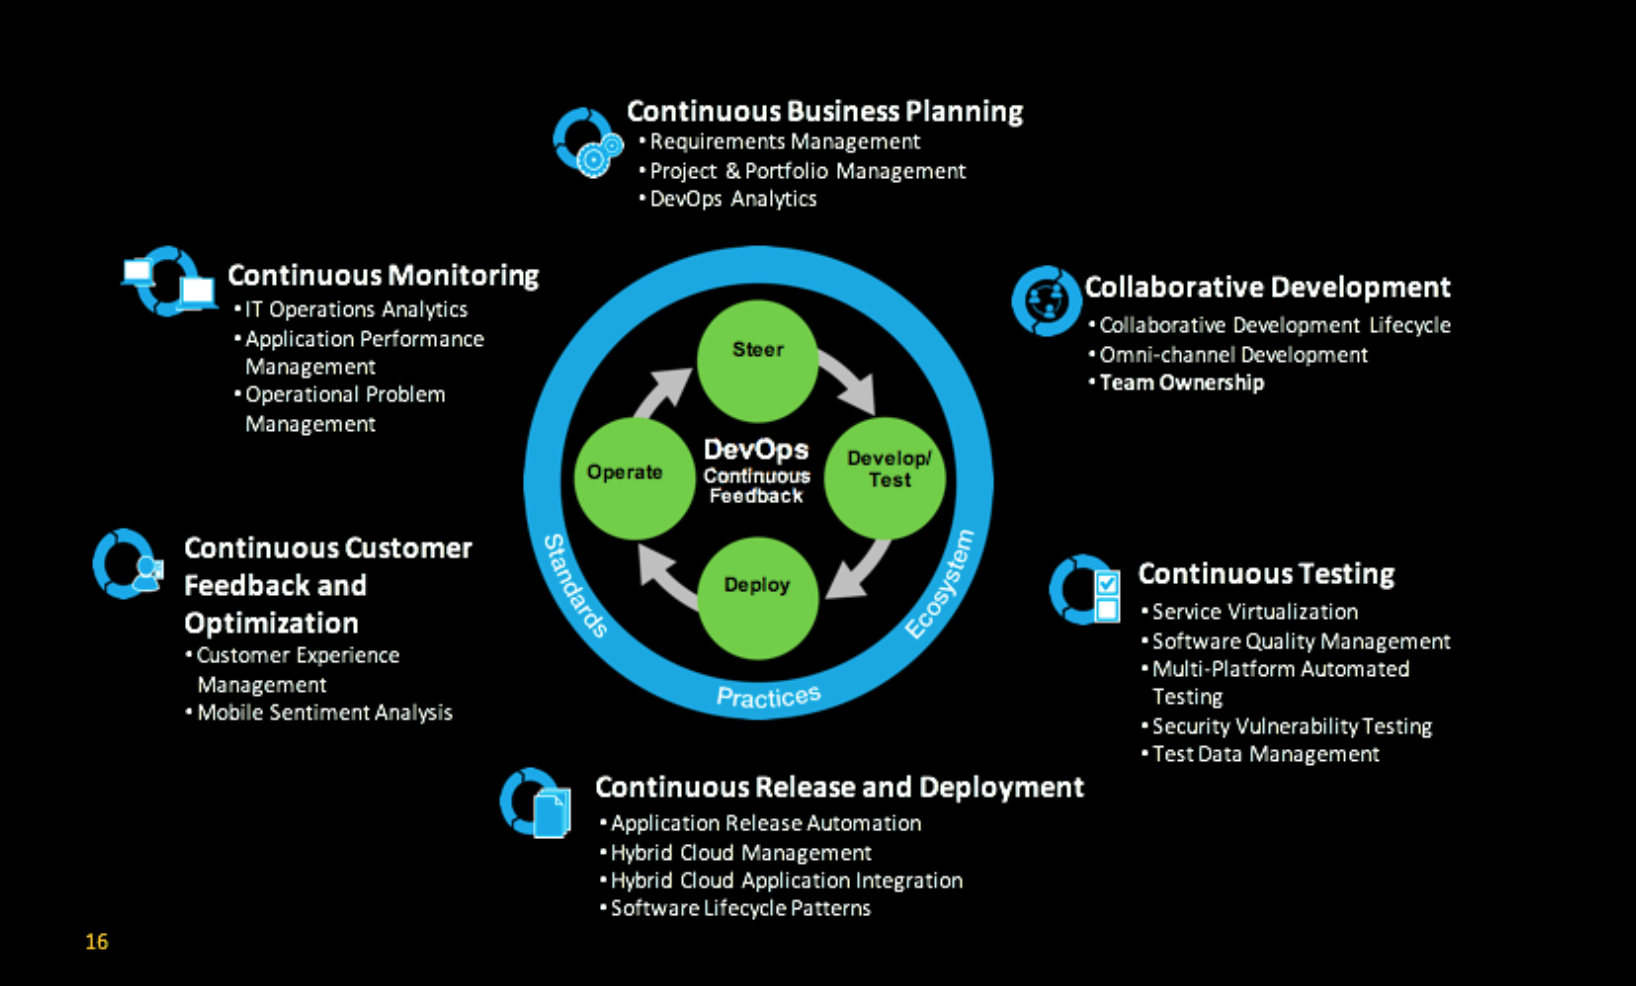 Continuous Business Planning
• Requirements Management
• Project & Portfolio Management
• DevOps Analytics
Continuous Monitoring
• IT Operations Analytics
• Application Performance
Management
• Operational Problem
Management
Collaborative Development
• Collaborative Development Lifecycle
• Omni-channel Development
• Team Ownership
Steer
Develop/
Test
Deploy
Operate
DevOps
Continuous
Feedback
Standards
Practices
Ecosystem
Continuous Customer
Feedback and
Optimization
• Customer Experience
Management
• Mobile Sentiment Analysis
Continuous Testing
• Service Virtualization
• Software Quality Management
• Multi-Platform Automated
Testing
• Security Vulnerability Testing
• Test Data Management
Continuous Release and Deployment
• Application Release Automation
• Hybrid Cloud Management
• Hybrid Cloud Application Integration
• Software Lifecycle Patterns
16